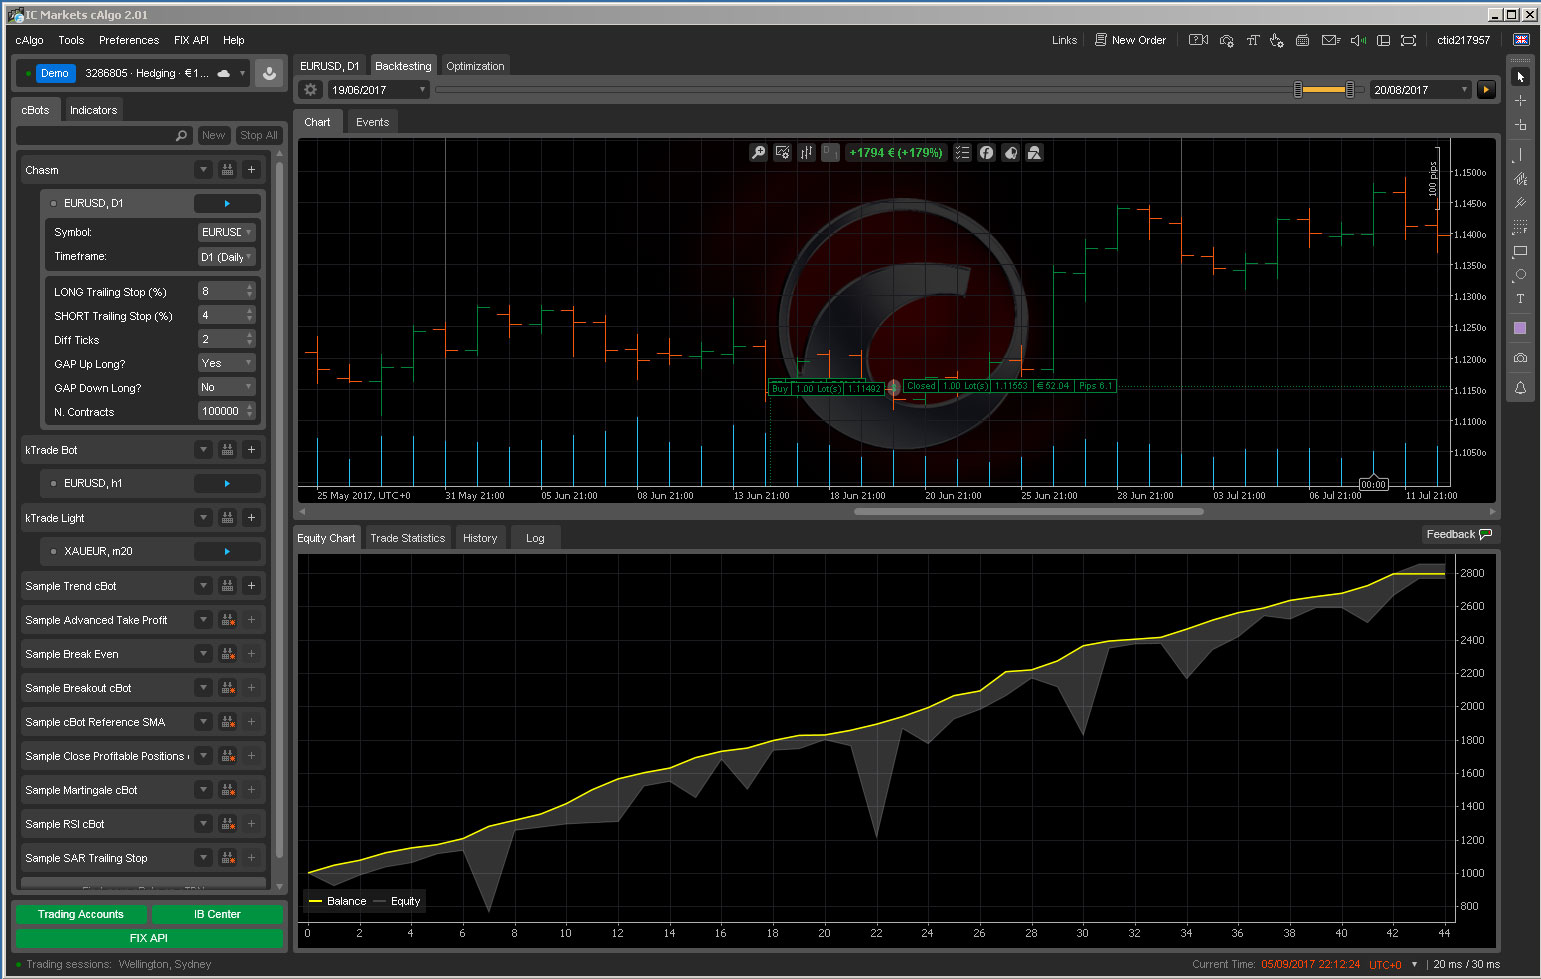 IC Markets cAlgo 2.01
cAlgo Tools Preferences FIX API Help
Links New Order ctid217957
Demo 3286805 · Hedging · €1...
EURUSD, D1 Backtesting Optimization
19/06/2017 20/08/2017
cBots Indicators
New Stop All
Chasm
EURUSD, D1
Symbol: EURUSD
Timeframe: D1 (Daily
LONG Trailing Stop (%) 8
SHORT Trailing Stop (%) 4
Diff Ticks 2
GAP Up Long? Yes
GAP Down Long? No
N. Contracts 100000
kTrade Bot
EURUSD, h1
kTrade Light
XAUEUR, m20
Sample Trend cBot
Sample Advanced Take Profit
Sample Break Even
Sample Breakout cBot
Sample cBot Reference SMA
Sample Close Profitable Positions
Sample Martingale cBot
Sample RSI cBot
Sample SAR Trailing Stop
Trading Accounts IB Center
FIX API
Trading sessions: Wellington, Sydney
Chart Events
+1794 € (+179%)
100 pips
1.15000
1.14500
1.14000
1.13500
1.13000
1.12500
1.12000
1.11500
1.11000
1.10500
Buy 1.00 Lot(s) 1.11492
Closed 1.00 Lot(s) 1.11553 € 52.04 Pips 6.1
00:00
25 May 2017, UTC+0 31 May 21:00 05 Jun 21:00 08 Jun 21:00 13 Jun 21:00 18 Jun 21:00 20 Jun 21:00 25 Jun 21:00 28 Jun 21:00 03 Jul 21:00 06 Jul 21:00 11 Jul 21:00
Equity Chart Trade Statistics History Log
Feedback
2800
2600
2400
2200
2000
1800
1600
1400
1200
1000
800
Balance Equity
0 2 4 6 8 10 12 14 16 18 20 22 24 26 28 30 32 34 36 38 40 42 44
Current Time: 05/09/2017 22:12:24 UTC+0 | 20 ms / 30 ms